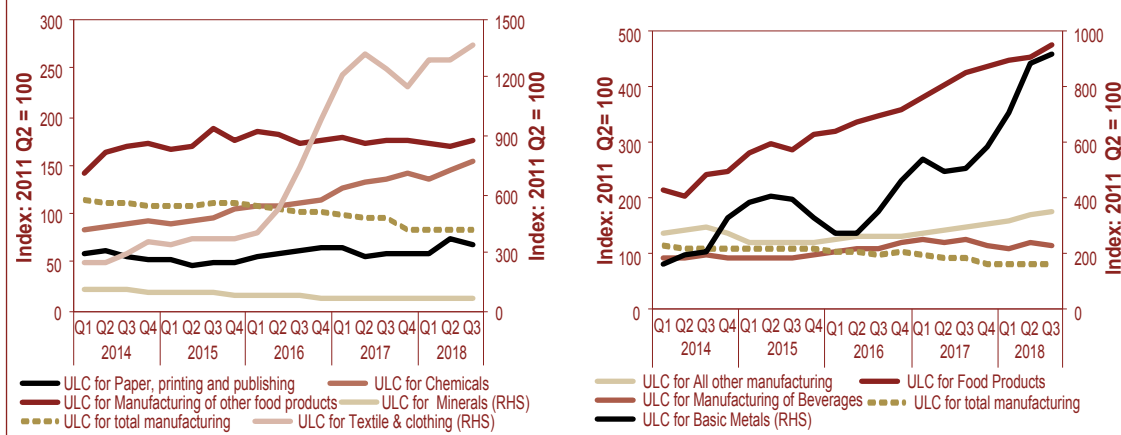 Index: 2011 Q2 = 100
300
250
200
150
100
50
0
1500
1200
900
600
300
0
Index: 2011 Q2 = 100
Q1 Q2 Q3 Q4 Q1 Q2 Q3 Q4 Q1 Q2 Q3 Q4 Q1 Q2 Q3 Q4 Q1 Q2 Q3
2014 2015 2016 2017 2018
ULC for Paper, printing and publishing ULC for Chemicals
ULC for Manufacturing of other food products ULC for Minerals (RHS)
ULC for total manufacturing ULC for Textile & clothing (RHS)
Index: 2011 Q2= 100
500
400
300
200
100
0
1000
800
600
400
200
0
Index: 2011 Q2 = 100
Q1 Q2 Q3 Q4 Q1 Q2 Q3 Q4 Q1 Q2 Q3 Q4 Q1 Q2 Q3 Q4 Q1 Q2 Q3
2014 2015 2016 2017 2018
ULC for All other manufacturing ULC for Food Products
ULC for Manufacturing of Beverages ULC for total manufacturing
ULC for Basic Metals (RHS)